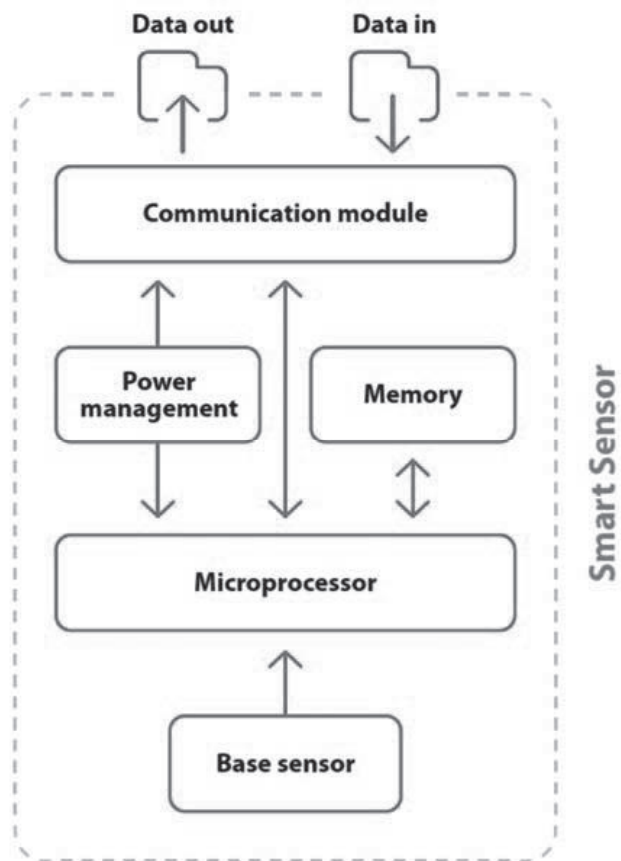 Data out
Data in
Communication module
Power
management
Memory
Microprocessor
Base sensor
Smart Sensor